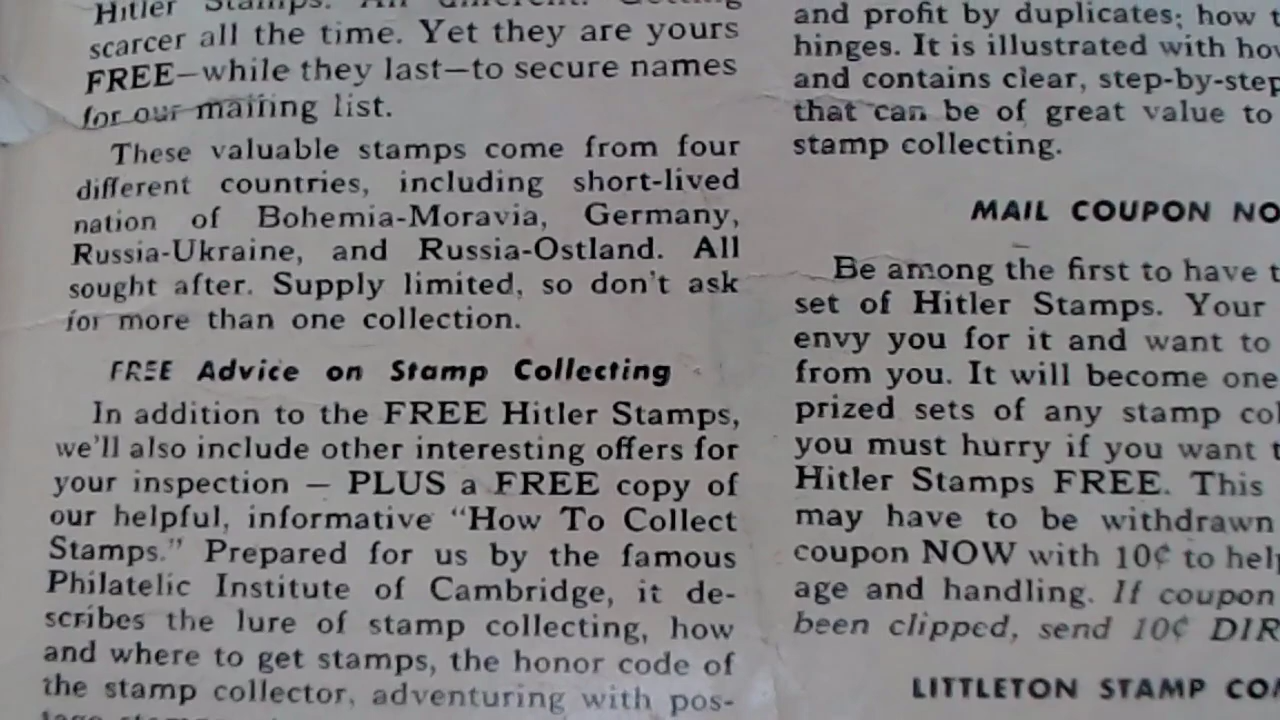 Hitler Stamps. All different. Getting
scarcer all the time. Yet they are yours
FREE—while they last—to secure names
for our mailing list.
These valuable stamps come from four
different countries, including short-lived
nation of Bohemia-Moravia, Germany,
Russia-Ukraine, and Russia-Ostland. All
sought after. Supply limited, so don't ask
for more than one collection.
FREE Advice on Stamp Collecting
In addition to the FREE Hitler Stamps,
we'll also include other interesting offers for
your inspection — PLUS a FREE copy of
our helpful, informative "How To Collect
Stamps." Prepared for us by the famous
Philatelic Institute of Cambridge, it de-
scribes the lure of stamp collecting, how
and where to get stamps, the honor code of
the stamp collector, adventuring with pos-
and profit by duplicates; how t
hinges. It is illustrated with how
and contains clear, step-by-step
that can be of great value to
stamp collecting.
MAIL COUPON NO
Be among the first to have t
set of Hitler Stamps. Your
envy you for it and want to
from you. It will become one
prized sets of any stamp col
you must hurry if you want t
Hitler Stamps FREE. This
may have to be withdrawn
coupon NOW with 10¢ to help
age and handling. If coupon
been clipped, send 10¢ DIR
LITTLETON STAMP CO